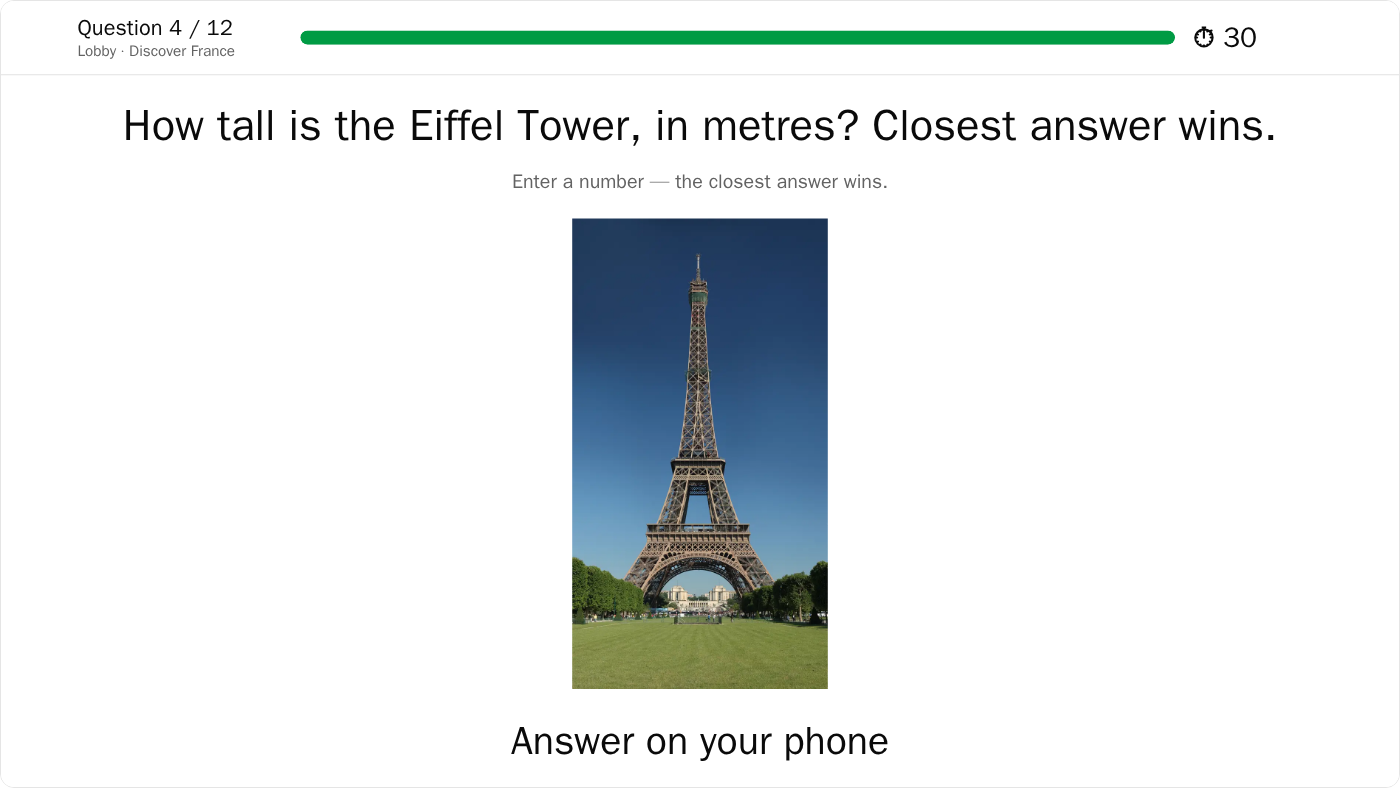 Question 4 / 12
Lobby · Discover France
⏱ 30
How tall is the Eiffel Tower, in metres? Closest answer wins.
Enter a number — the closest answer wins.
Answer on your phone